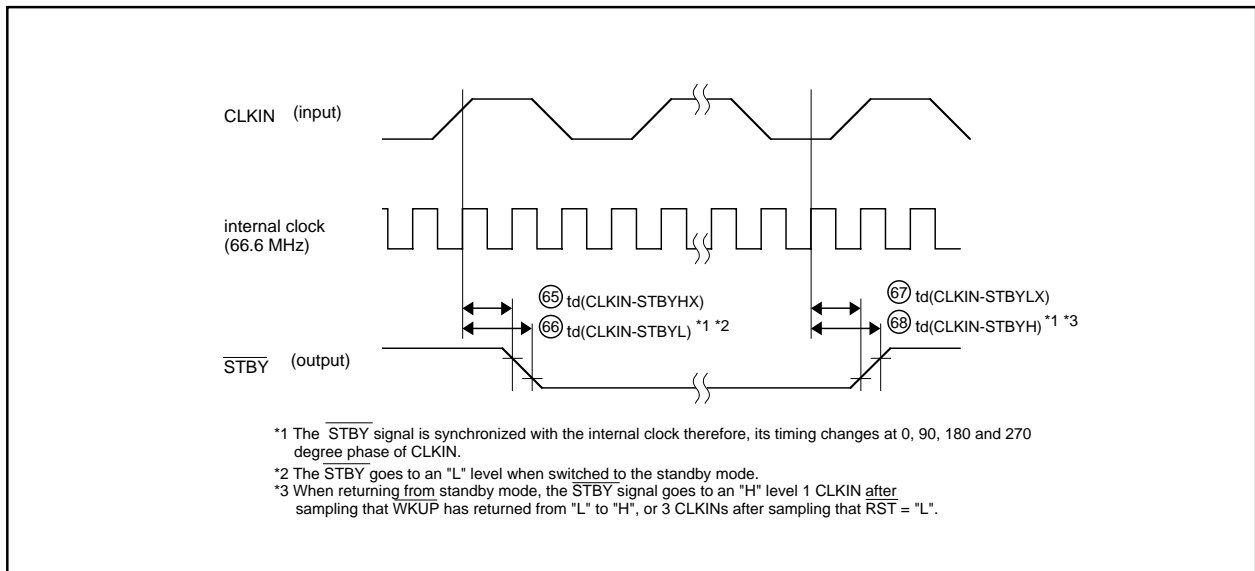 CLKIN (input)
internal clock
(66.6 MHz)
65 td(CLKIN-STBYHX)
66 td(CLKIN-STBYL) *1 *2
67 td(CLKIN-STBYLX)
68 td(CLKIN-STBYH) *1 *3
STBY (output)
*1 The STBY signal is synchronized with the internal clock therefore, its timing changes at 0, 90, 180 and 270
degree phase of CLKIN.
*2 The STBY goes to an "L" level when switched to the standby mode.
*3 When returning from standby mode, the STBY signal goes to an "H" level 1 CLKIN after
sampling that WKUP has returned from "L" to "H", or 3 CLKINs after sampling that RST = "L".